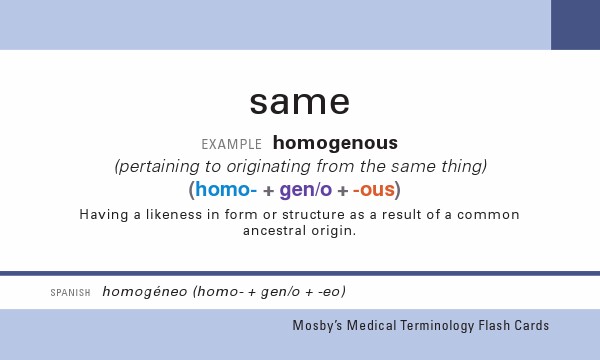 same
EXAMPLE homogenous
(pertaining to originating from the same thing)
(homo- + gen/o + -ous)
Having a likeness in form or structure as a result of a common
ancestral origin.
SPANISH homogéneo (homo- + gen/o + -eo)
Mosby's Medical Terminology Flash Cards